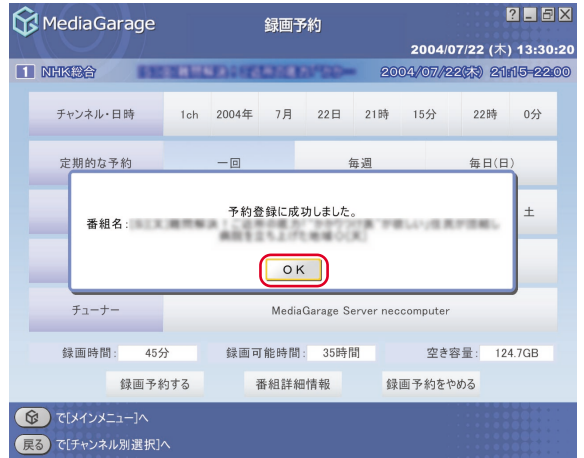 MediaGarage 録画予約
2004/07/22 (木) 13:30:20
1 NHK総合 2004/07/22(木) 21:15-22:00
チャンネル・日時 1ch 2004年 7月 22日 21時 15分 22時 0分
定期的な予約 一回 毎週 毎日(日)
予約登録に成功しました。
番組名:
土
OK
チューナー MediaGarage Server neccomputer
録画時間: 45分 録画可能時間: 35時間 空き容量: 124.7GB
録画予約する 番組詳細情報 録画予約をやめる
で[メインメニュー]へ
戻る で[チャンネル別選択]へ